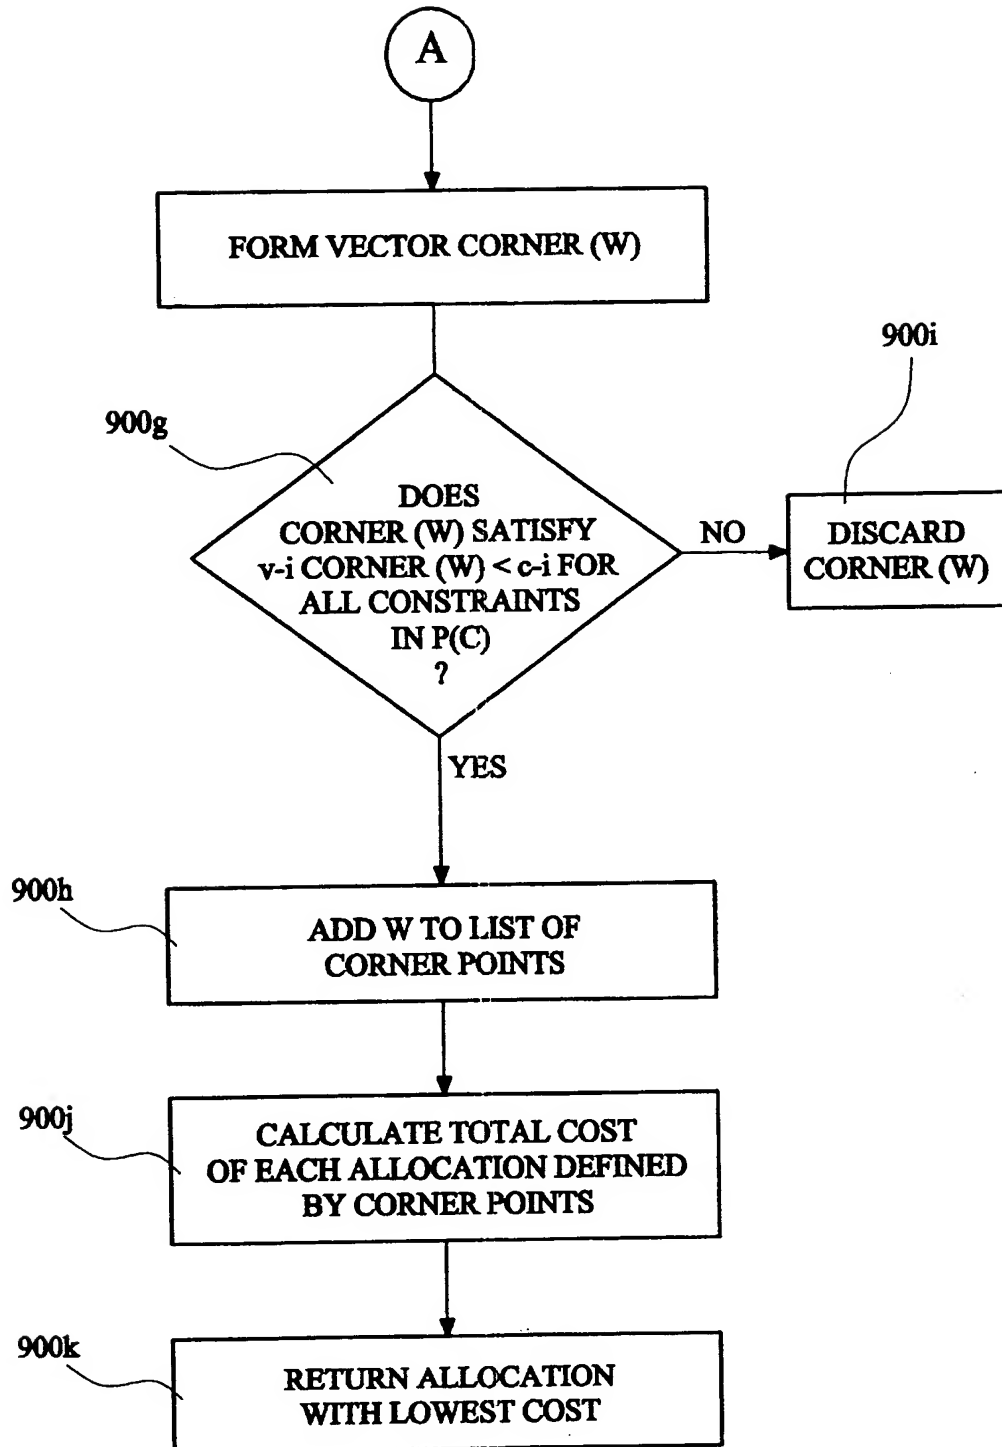 A
FORM VECTOR CORNER (W)
900i
900g
DOES
CORNER (W) SATISFY
v-i CORNER (W) < c-i FOR
ALL CONSTRAINTS
IN P(C)
?
NO
DISCARD
CORNER (W)
YES
900h
ADD W TO LIST OF
CORNER POINTS
900j
CALCULATE TOTAL COST
OF EACH ALLOCATION DEFINED
BY CORNER POINTS
900k
RETURN ALLOCATION
WITH LOWEST COST